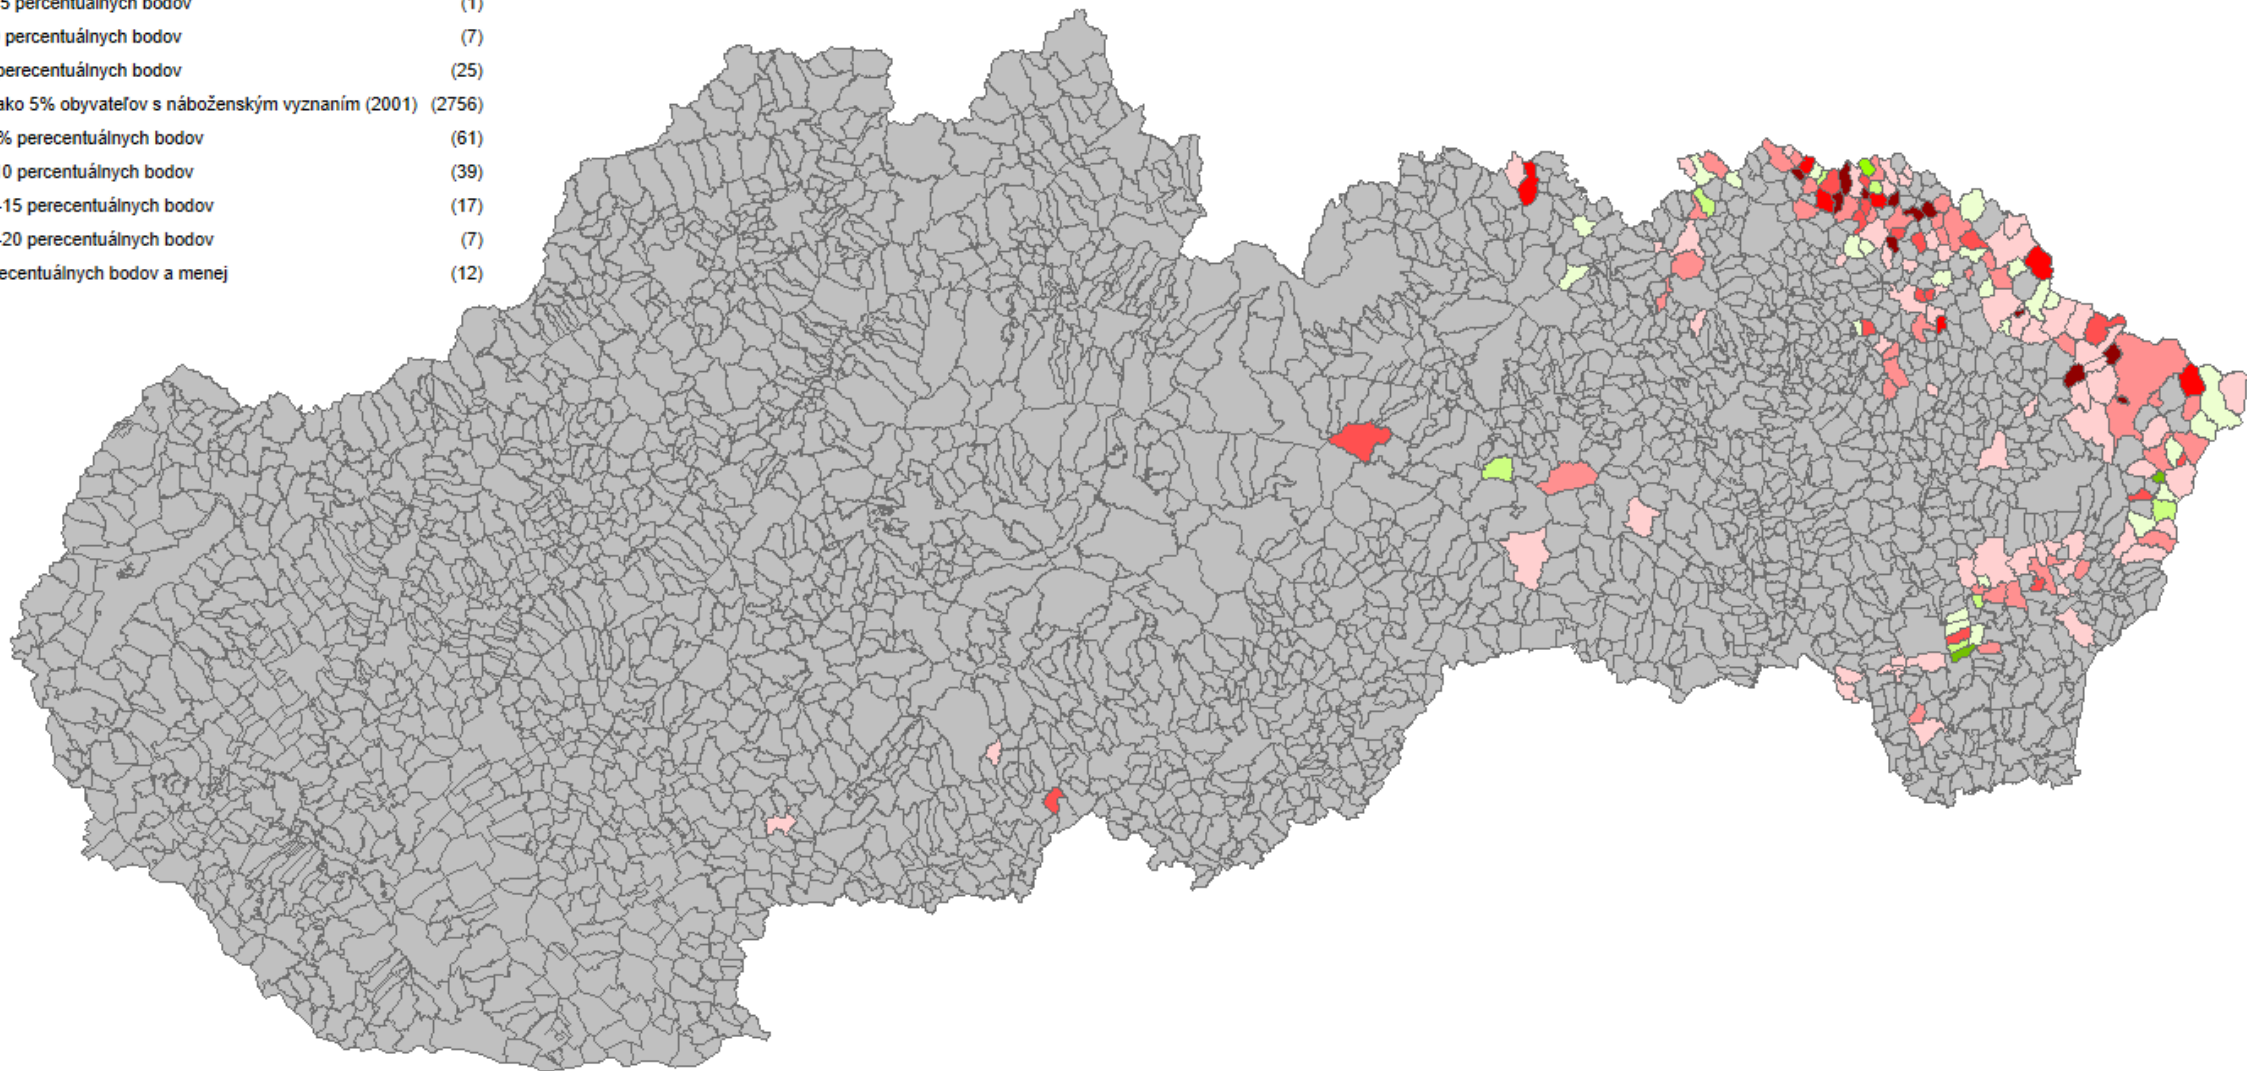 5 percentuálnych bodov (1)
percentuálnych bodov (7)
perecentuálnych bodov (25)
ako 5% obyvateľov s náboženským vyznaním (2001) (2756)
% perecentuálnych bodov (61)
10 percentuálnych bodov (39)
-15 perecentuálnych bodov (17)
-20 perecentuálnych bodov (7)
ecentuálnych bodov a menej (12)